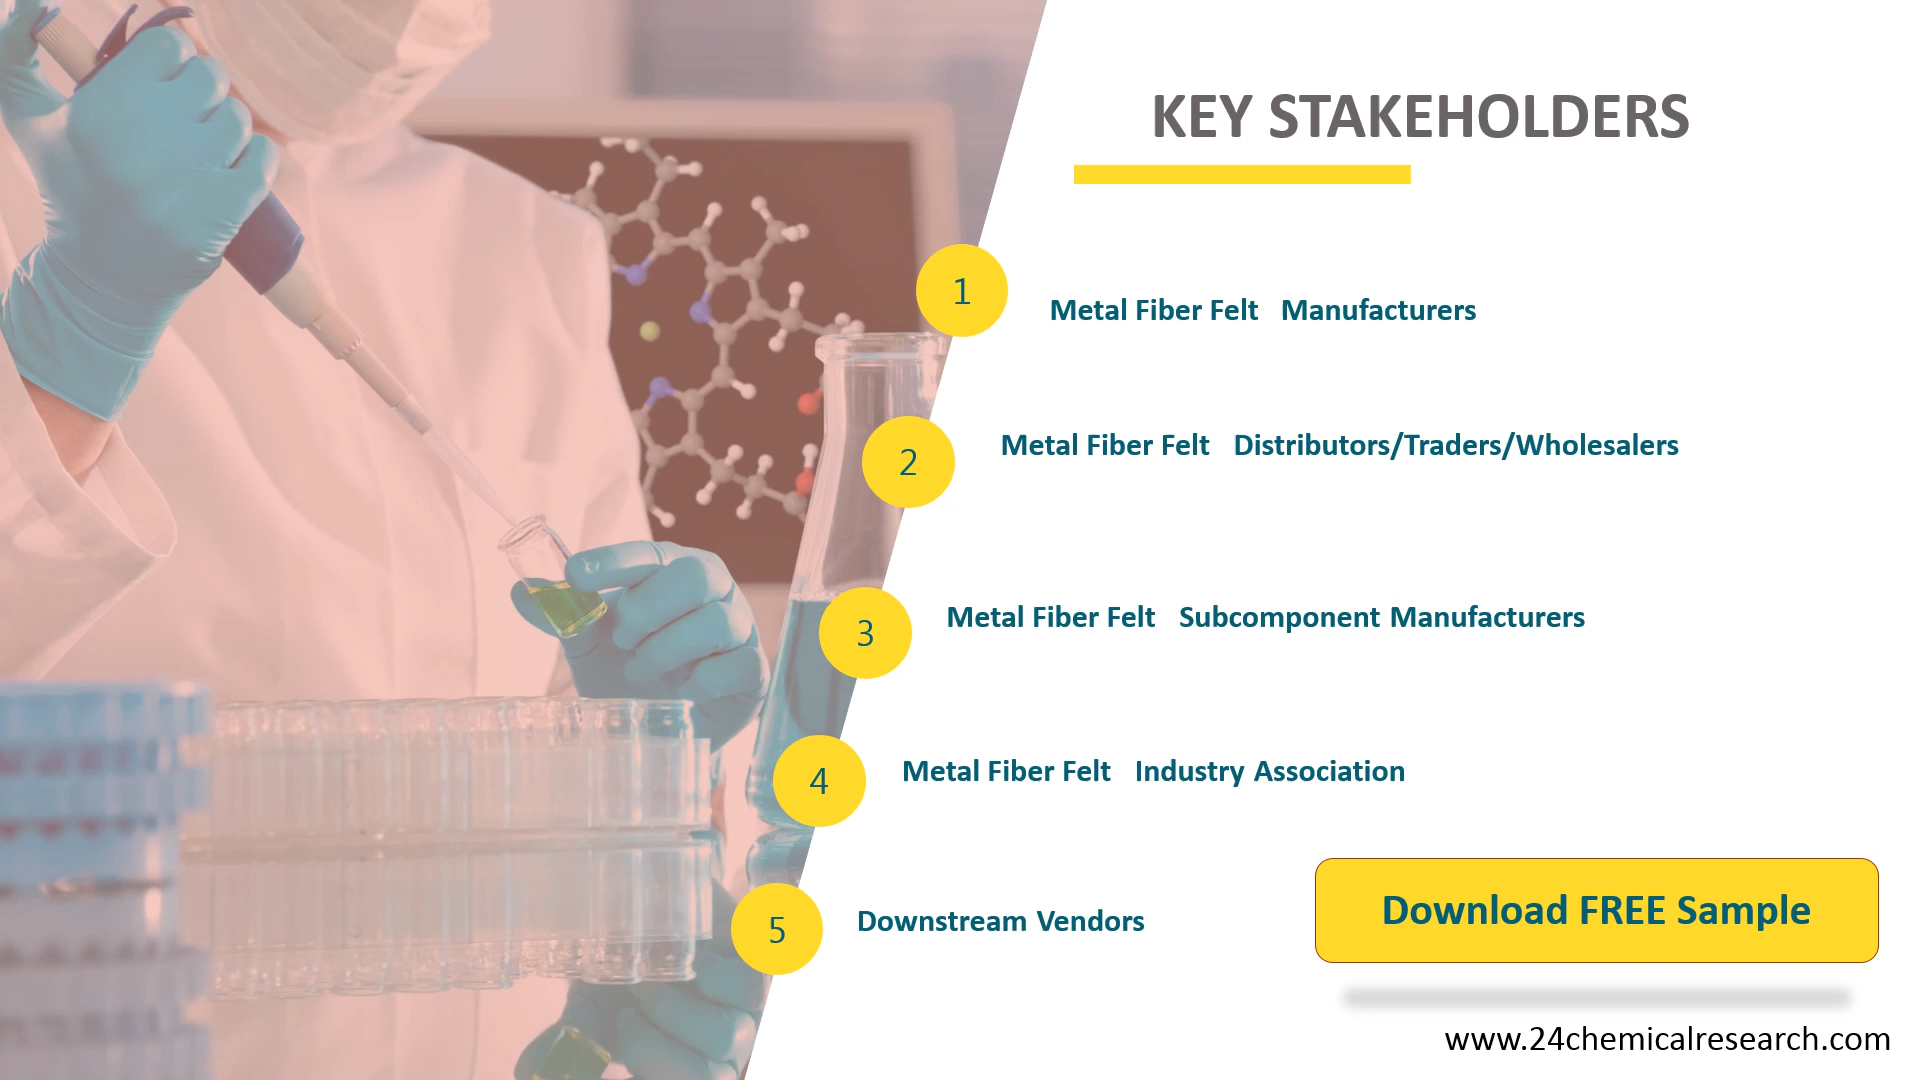 KEY STAKEHOLDERS
1
Metal Fiber Felt   Manufacturers
2
Metal Fiber Felt   Distributors/Traders/Wholesalers
3
Metal Fiber Felt   Subcomponent Manufacturers
4
Metal Fiber Felt   Industry Association
5
Downstream Vendors
Download FREE Sample
www.24chemicalresearch.com